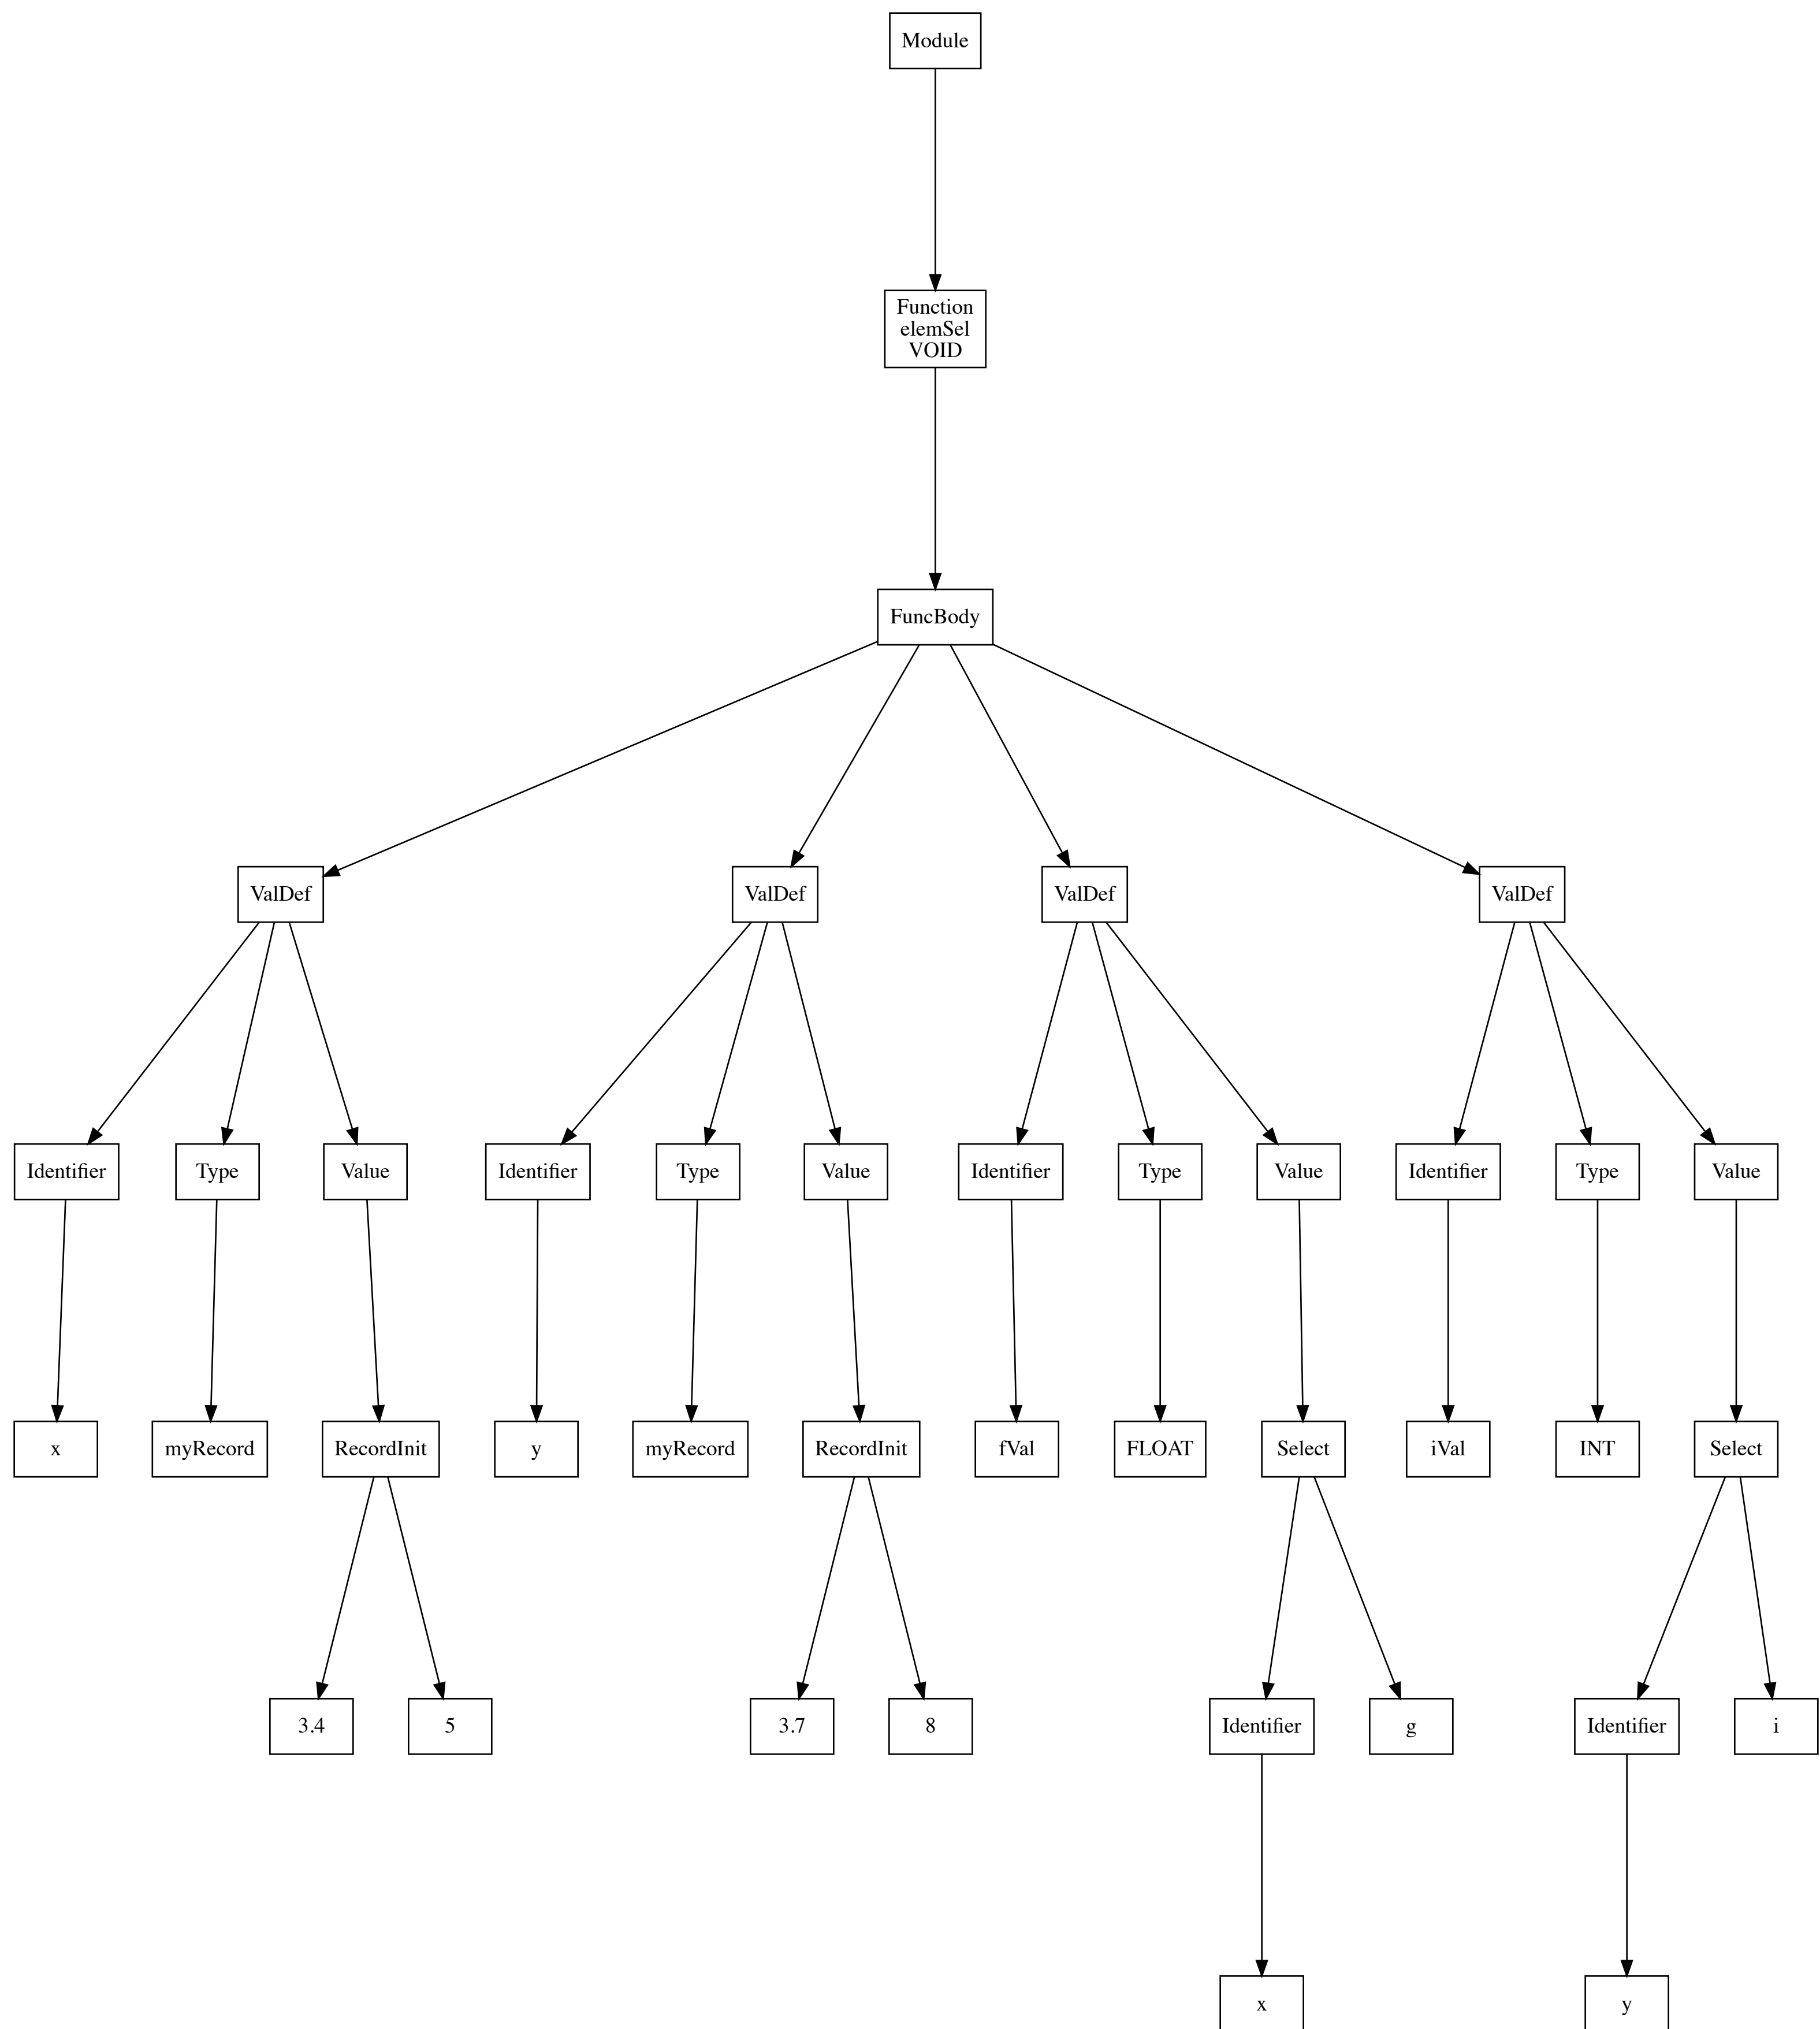 Module
Function
elemSel
VOID
FuncBody
ValDef
ValDef
ValDef
ValDef
Identifier
Type
Value
Identifier
Type
Value
Identifier
Type
Value
Identifier
Type
Value
x
myRecord
RecordInit
y
myRecord
RecordInit
fVal
FLOAT
Select
iVal
INT
Select
3.4
5
3.7
8
Identifier
g
Identifier
i
x
y